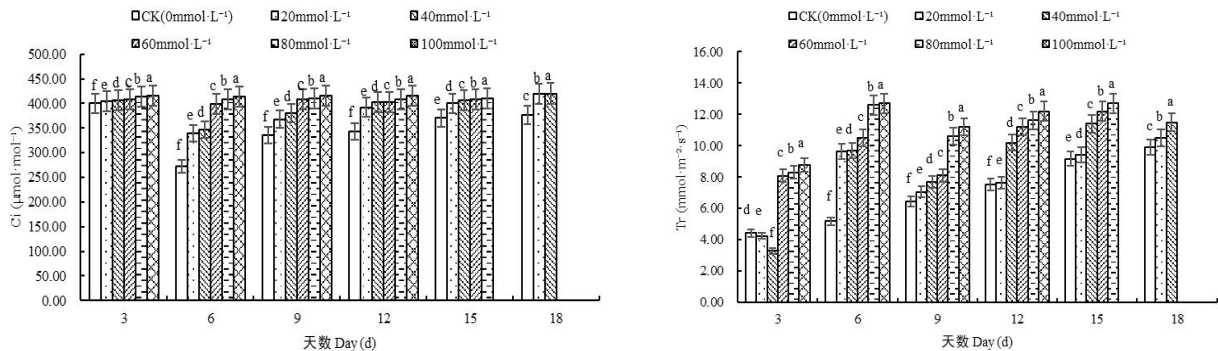 CK(0mmol·L⁻¹) 20mmol·L⁻¹ 40mmol·L⁻¹
60mmol·L⁻¹ 80mmol·L⁻¹ 100mmol·L⁻¹
Ci (μmol·mol⁻¹)
500.00
450.00
400.00
350.00
300.00
250.00
200.00
150.00
100.00
50.00
0.00
f e d c b a
f e d c b a
f e d c b a
f e d c b a
e d c b a
c b a
3 6 9 12 15 18
天数 Day (d)
CK(0mmol·L⁻¹) 20mmol·L⁻¹ 40mmol·L⁻¹
60mmol·L⁻¹ 80mmol·L⁻¹ 100mmol·L⁻¹
Tr (mmol·m⁻²·s⁻¹)
16.00
14.00
12.00
10.00
8.00
6.00
4.00
2.00
0.00
d e f c b a
f e d c b a
f e d c b a
f e d c b a
e d c b a
c b a
3 6 9 12 15 18
天数 Day (d)